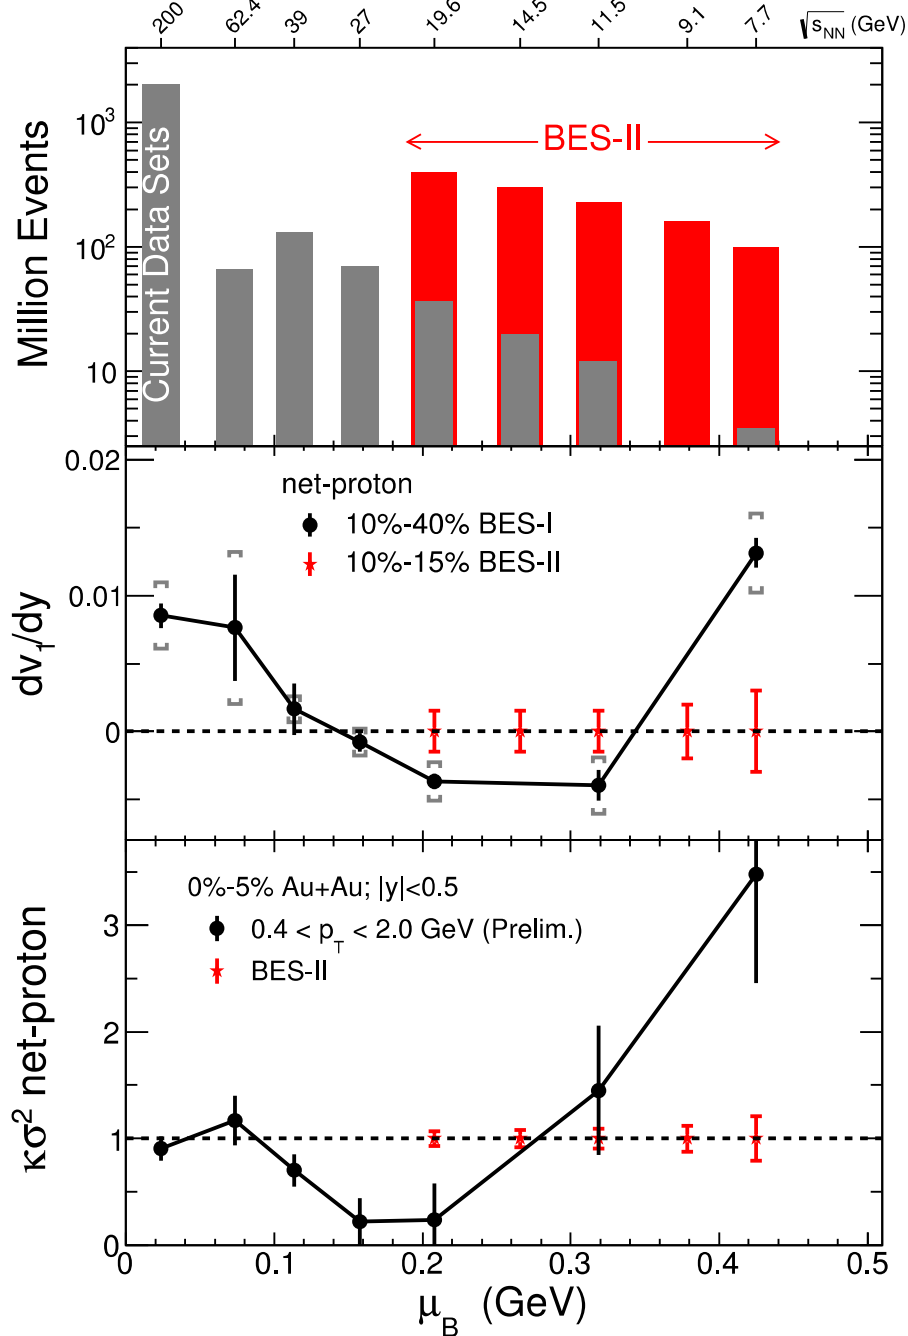 200 62.4 39 27 19.6 14.5 11.5 9.1 7.7 √sNN (GeV)
Million Events
10³
10²
10
Current Data Sets
BES-II
dv₁/dy
0.02
0.01
0
net-proton
10%-40% BES-I
10%-15% BES-II
κσ² net-proton
3
2
1
0
0%-5% Au+Au; |y|<0.5
0.4 < pT < 2.0 GeV (Prelim.)
BES-II
0 0.1 0.2 0.3 0.4 0.5
μB (GeV)